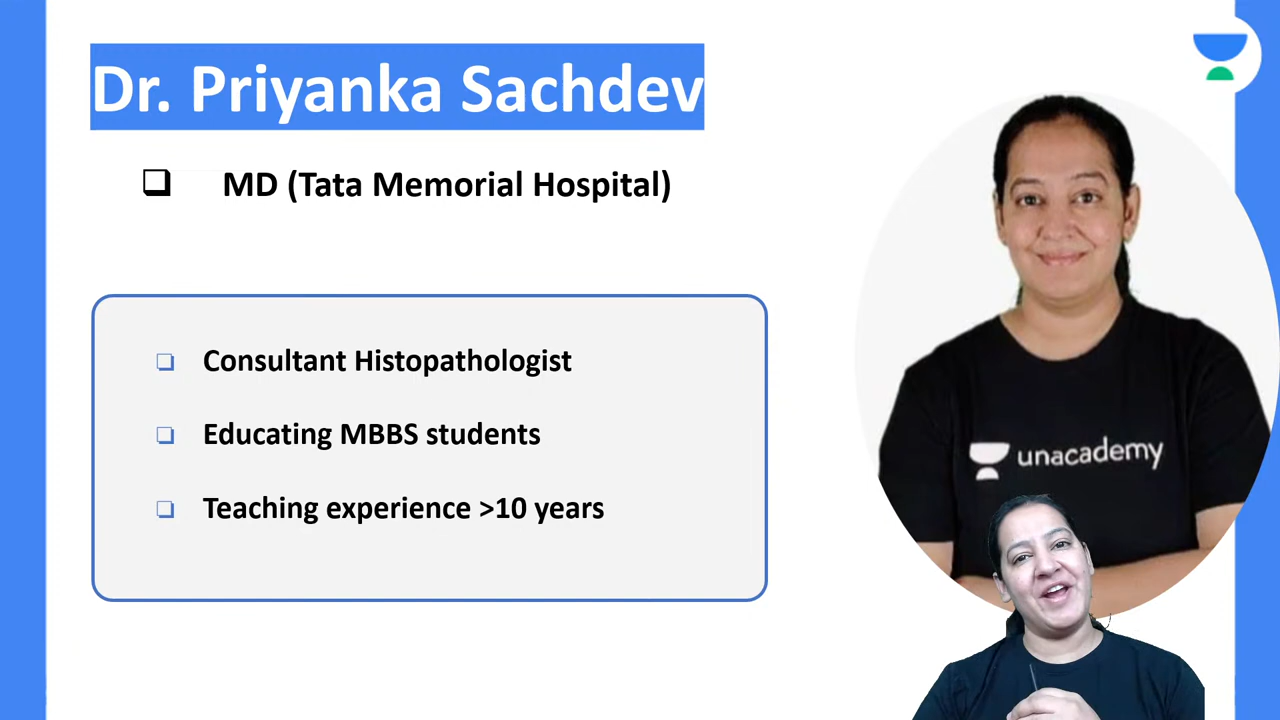 Dr. Priyanka Sachdev
MD (Tata Memorial Hospital)
Consultant Histopathologist
Educating MBBS students
Teaching experience >10 years
unacademy